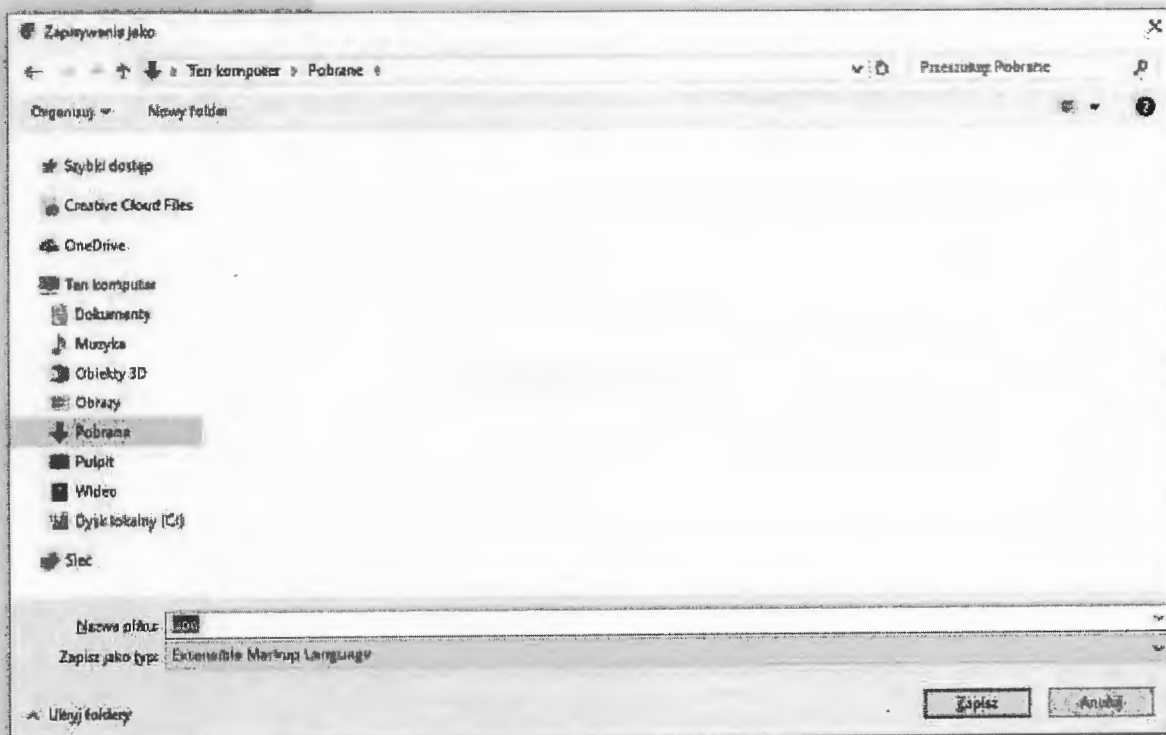 Zapisywanie jako
Ten komputer > Pobrane
Przeszukaj: Pobrane
Organizuj
Nowy folder
Szybki dostęp
Creative Cloud Files
OneDrive
Ten komputer
Dokumenty
Muzyka
Obiekty 3D
Obrazy
Pobrane
Pulpit
Wideo
Dysk lokalny (C:)
Sieć
Nazwa pliku:
Zapisz jako typ: Extensible Markup Language
Ukryj foldery
Zapisz
Anuluj